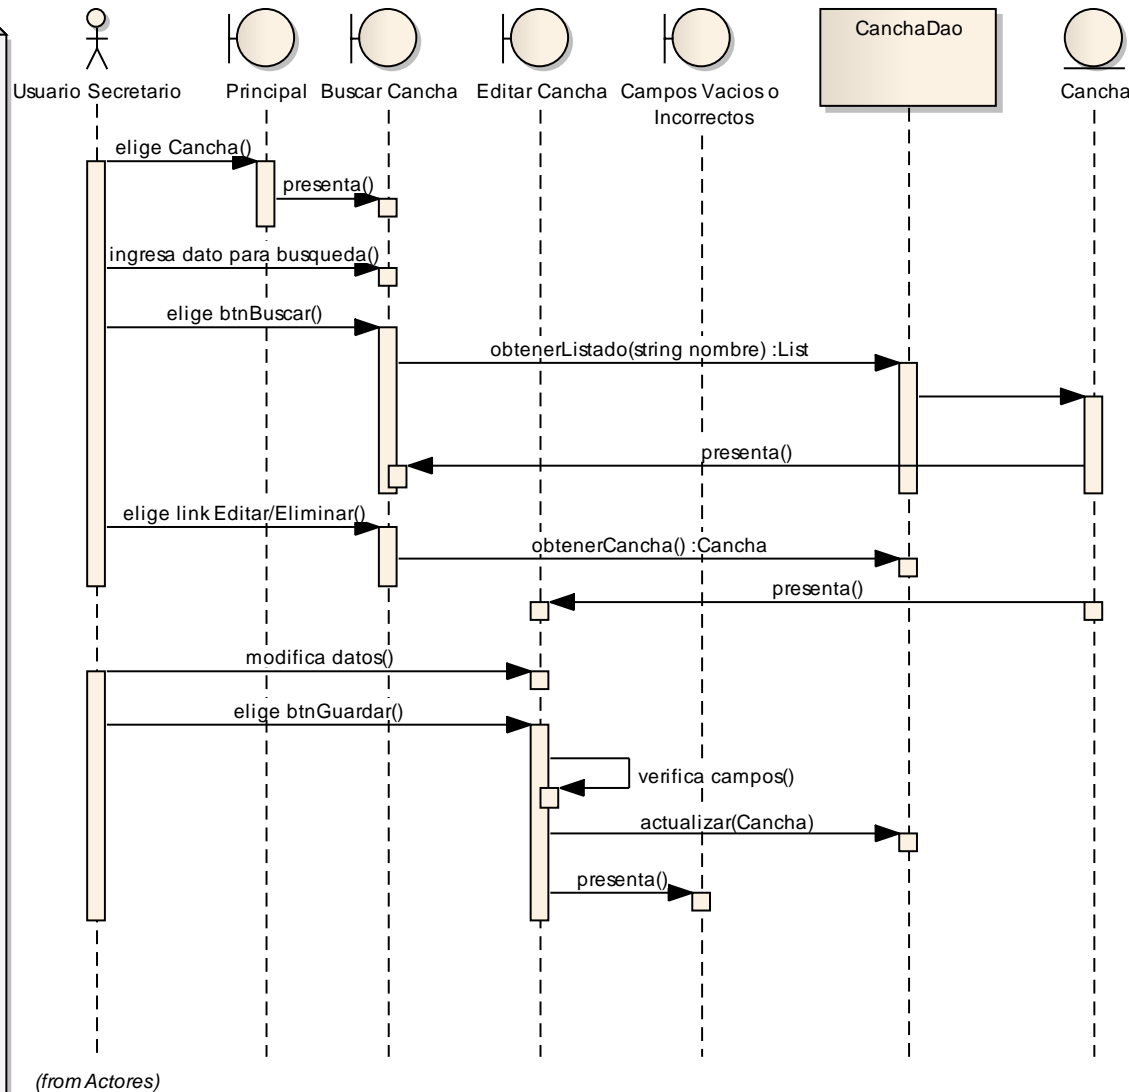 CanchaDao
Usuario Secretario
Principal
Buscar Cancha
Editar Cancha
Campos Vacios o
Incorrectos
Cancha
elige Cancha()
presenta()
ingresa dato para busqueda()
elige btnBuscar()
obtenerListado(string nombre) :List
presenta()
elige link Editar/Eliminar()
obtenerCancha() :Cancha
presenta()
modifica datos()
elige btnGuardar()
verifica campos()
actualizar(Cancha)
presenta()
(from Actores)